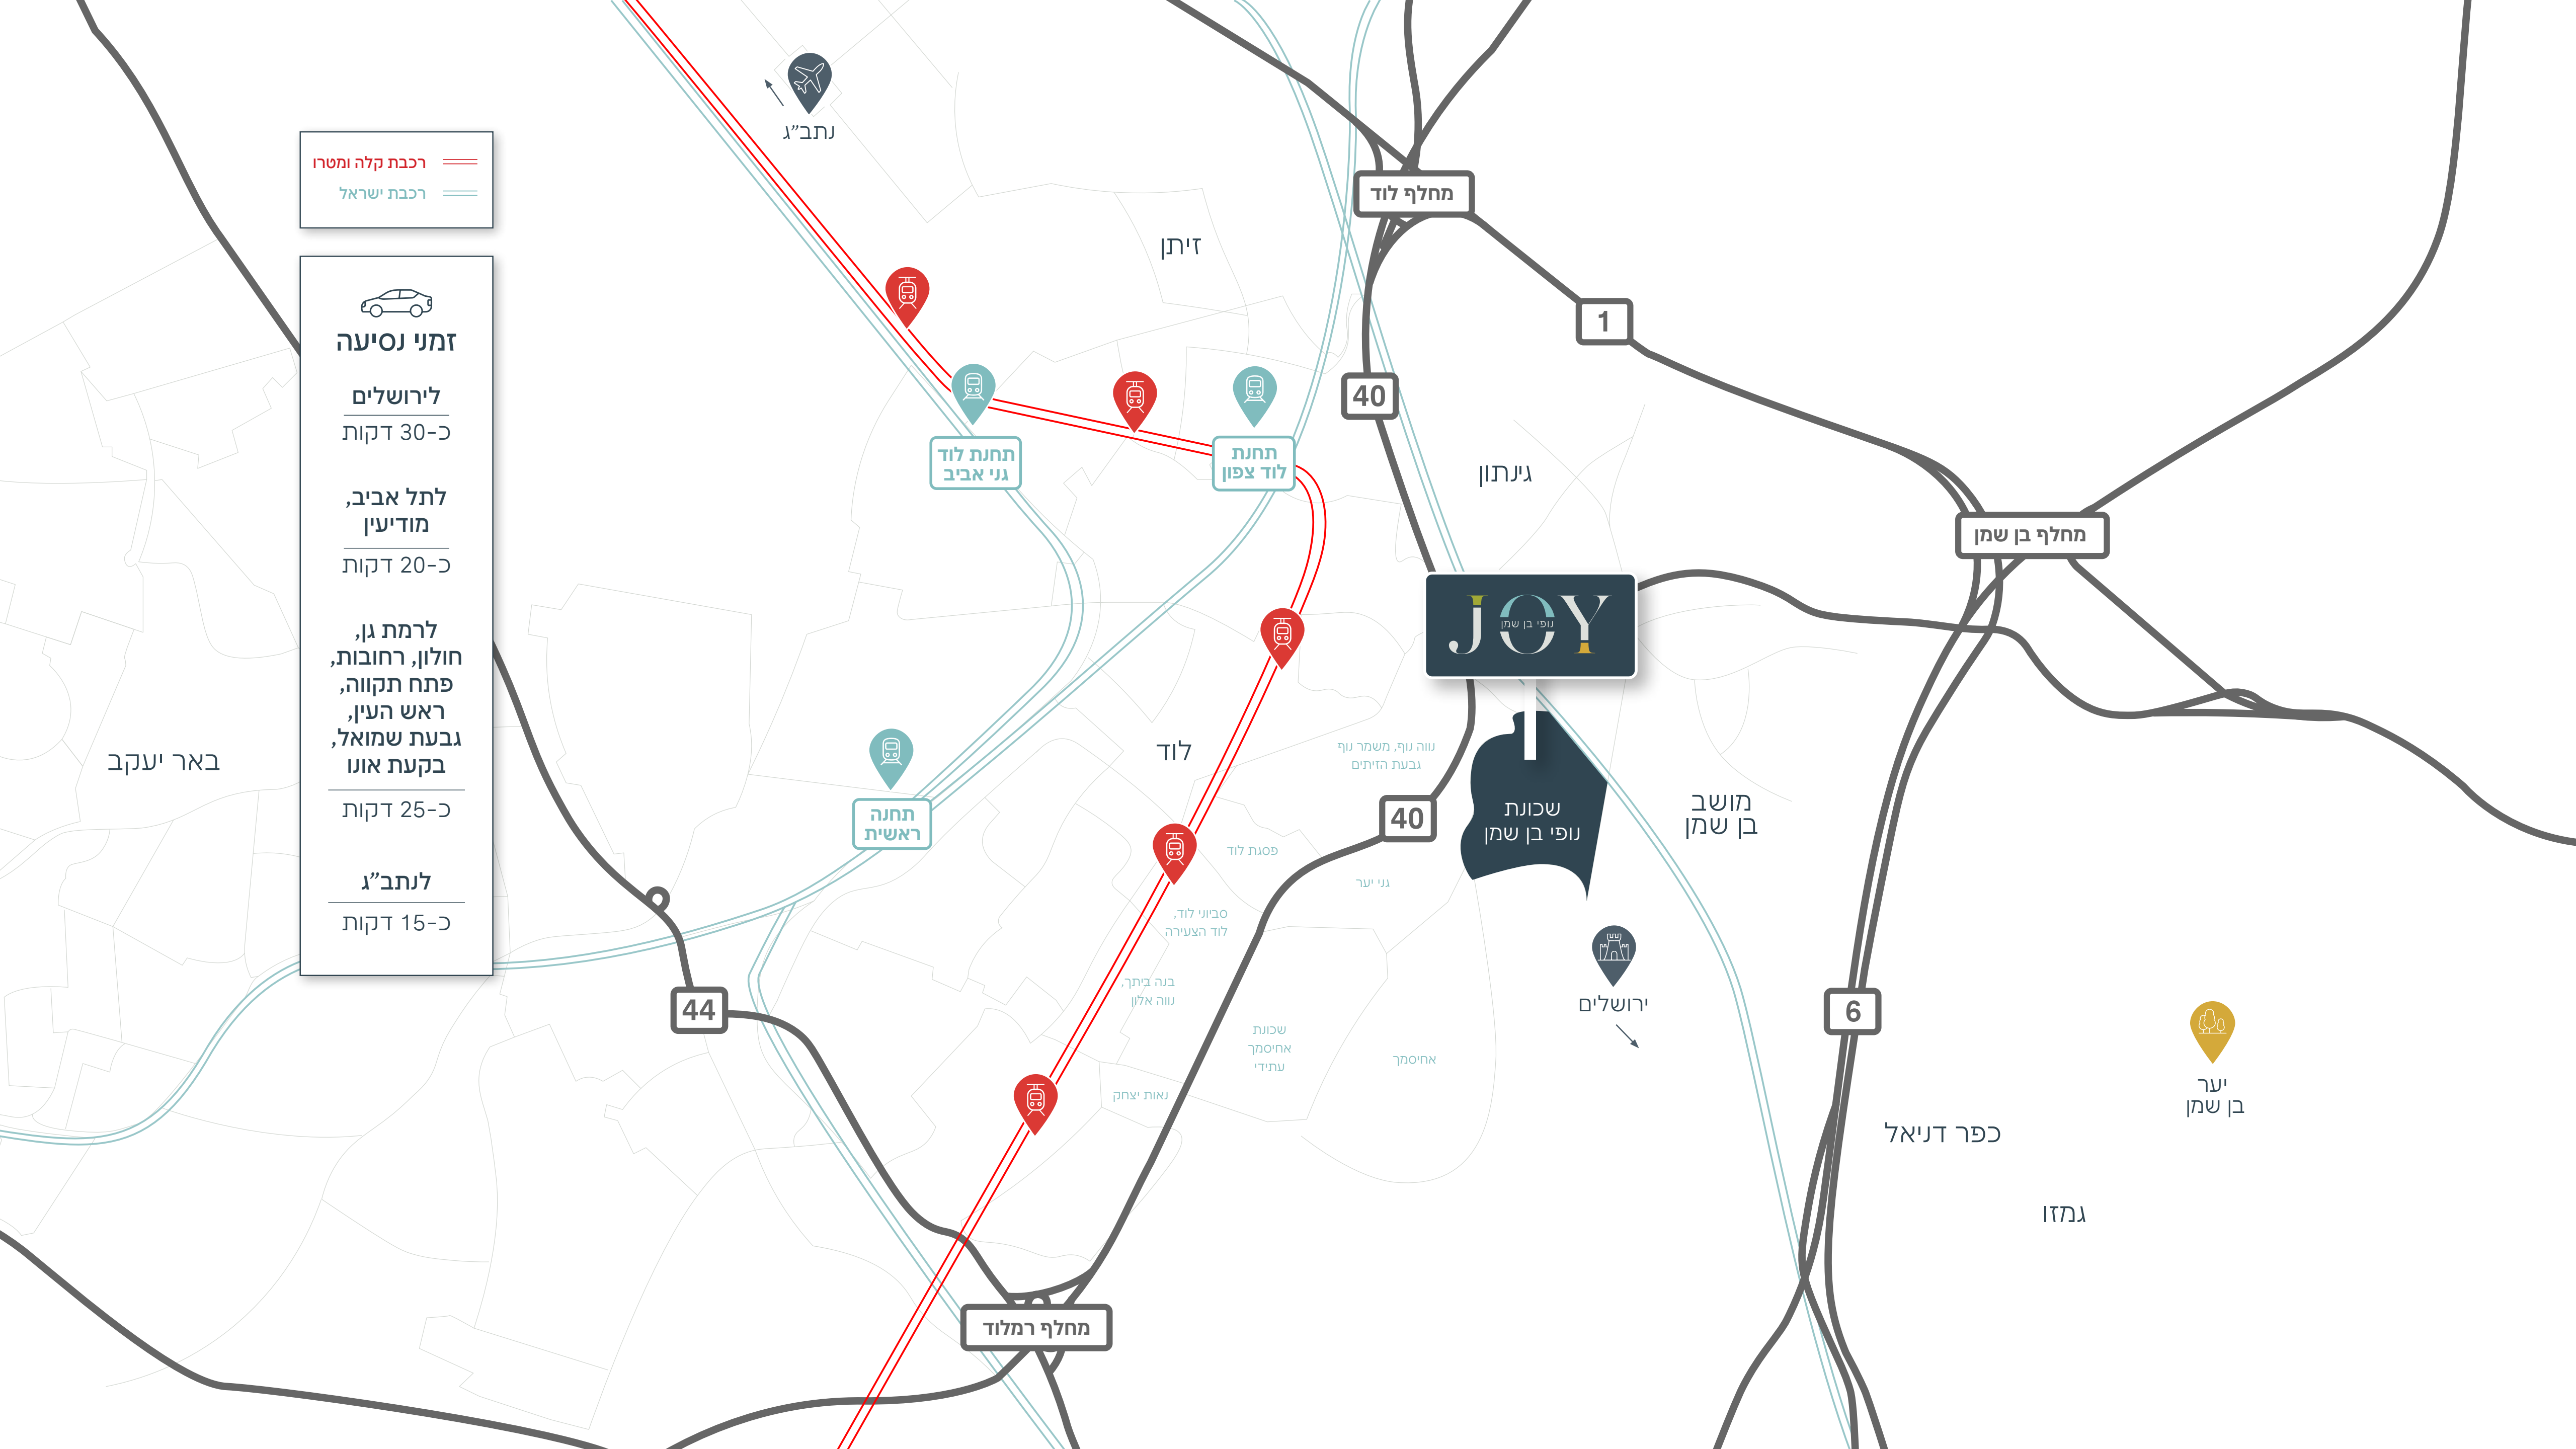 נתב״ג
רכבת קלה ומטרו
רכבת ישראל
מחלף לוד
זיתן
זמני נסיעה
לירושלים
כ-30 דקות
לתל אביב,
מודיעין
כ-20 דקות
לרמת גן,
חולון, רחובות,
פתח תקווה,
ראש העין,
גבעת שמואל,
בקעת אונו
כ-25 דקות
לנתב״ג
כ-15 דקות
1
40
תחנת לוד
גני אביב
תחנת
לוד צפון
גינתון
מחלף בן שמן
JOY
נופי בן שמן
באר יעקב
לוד
נווה נוף, משמר נוף
גבעת הזיתים
תחנה
ראשית
40
שכונת
נופי בן שמן
מושב
בן שמן
פסגת לוד
גני יער
סביוני לוד,
לוד הצעירה
בנה ביתך,
נווה אלון
44
ירושלים
6
שכונת
אחיסמך
עתידי
אחיסמך
נאות יצחק
יער
בן שמן
כפר דניאל
גמזו
מחלף רמלוד